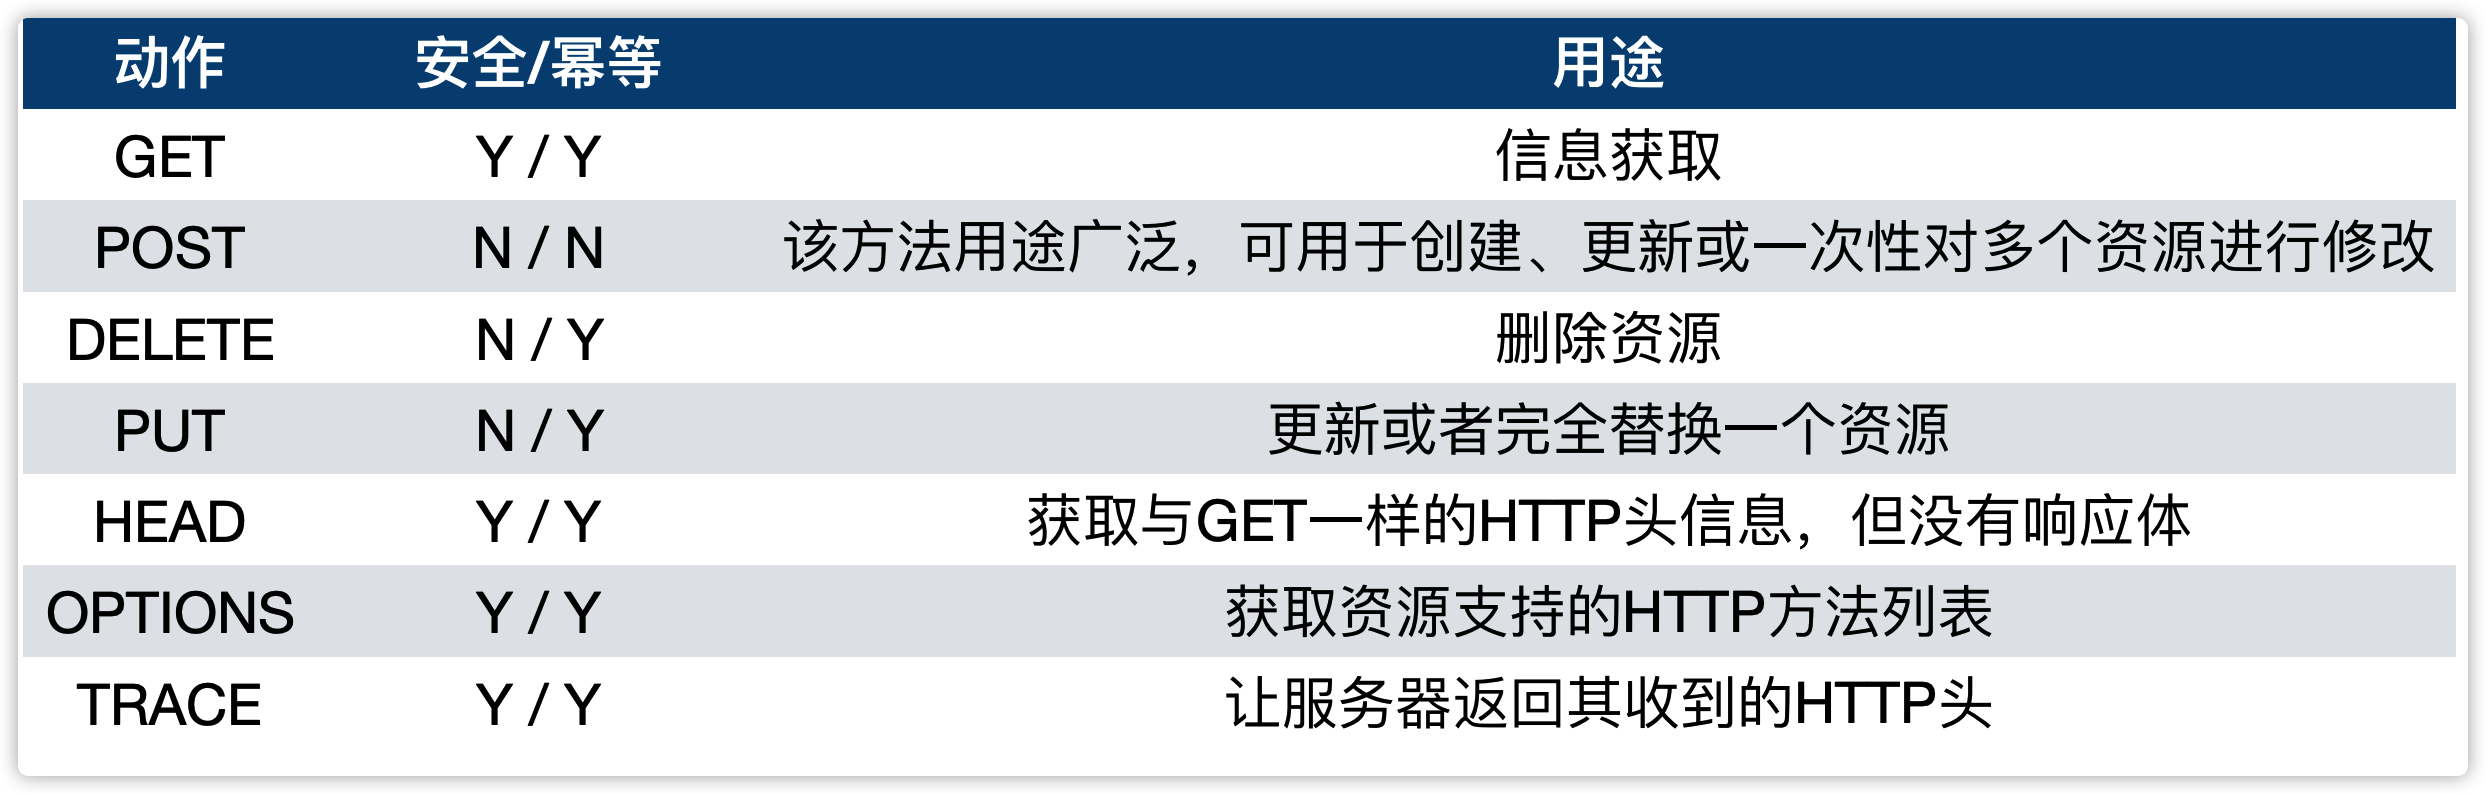 动作 安全/幂等 用途
GET Y / Y 信息获取
POST N / N 该方法用途广泛，可用于创建、更新或一次性对多个资源进行修改
DELETE N / Y 删除资源
PUT N / Y 更新或者完全替换一个资源
HEAD Y / Y 获取与GET一样的HTTP头信息，但没有响应体
OPTIONS Y / Y 获取资源支持的HTTP方法列表
TRACE Y / Y 让服务器返回其收到的HTTP头